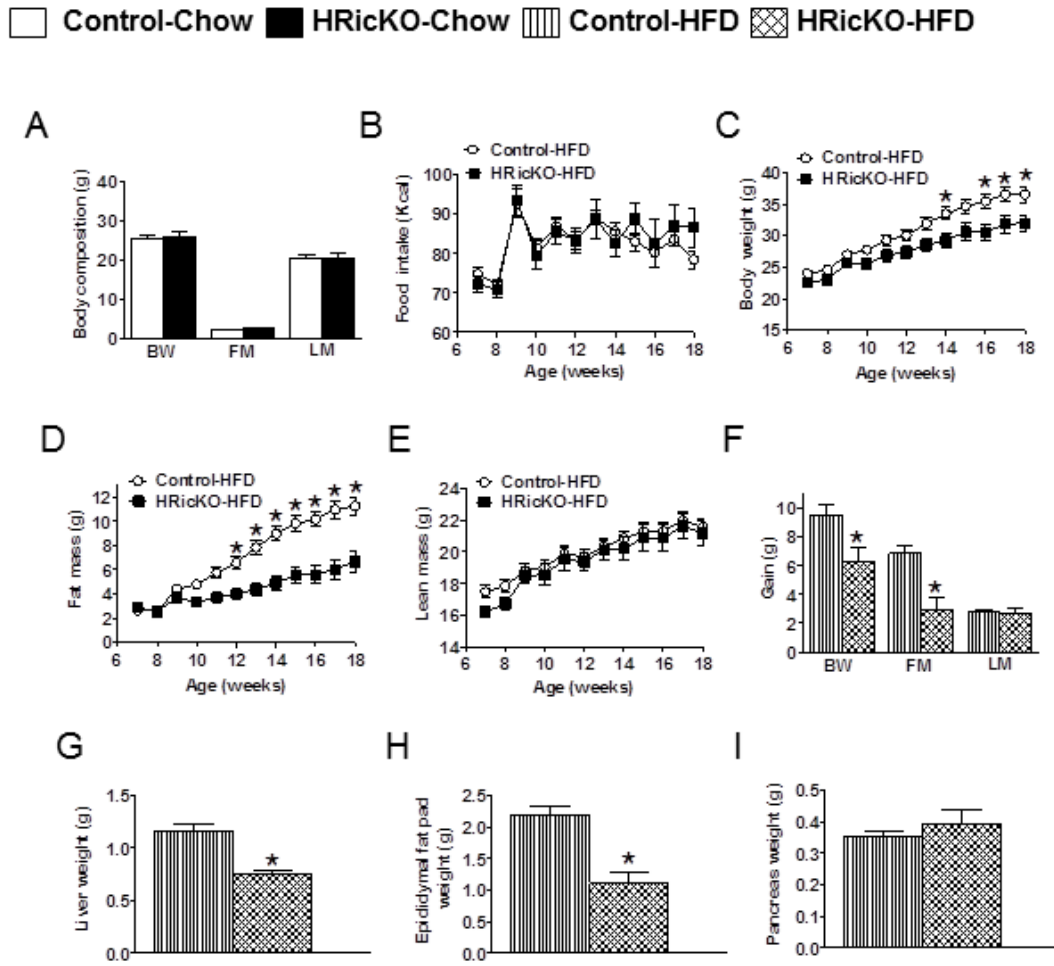 Control-Chow HRicKO-Chow Control-HFD HRicKO-HFD
A
Body composition (g)
40
30
20
10
0
BW FM LM
B
Control-HFD
HRicKO-HFD
Food intake (Kcal)
100
90
80
70
60
6 8 10 12 14 16 18
Age (weeks)
C
Control-HFD
HRicKO-HFD
Body weight (g)
40
35
30
25
20
15
* * * *
6 8 10 12 14 16 18
Age (weeks)
D
Control-HFD
HRicKO-HFD
Fat mass (g)
12
10
8
6
4
2
0
* * * * * * *
6 8 10 12 14 16 18
Age (weeks)
E
Control-HFD
HRicKO-HFD
Lean mass (g)
24
22
20
18
16
14
6 8 10 12 14 16 18
Age (weeks)
F
Gain (g)
10
8
6
4
2
0
* *
BW FM LM
G
Liver weight (g)
1.5
1.0
0.5
0.0
*
H
Epididymal fat pad
weight (g)
2.5
2.0
1.5
1.0
0.5
0.0
*
I
Pancreas weight (g)
0.5
0.4
0.3
0.2
0.1
0.0